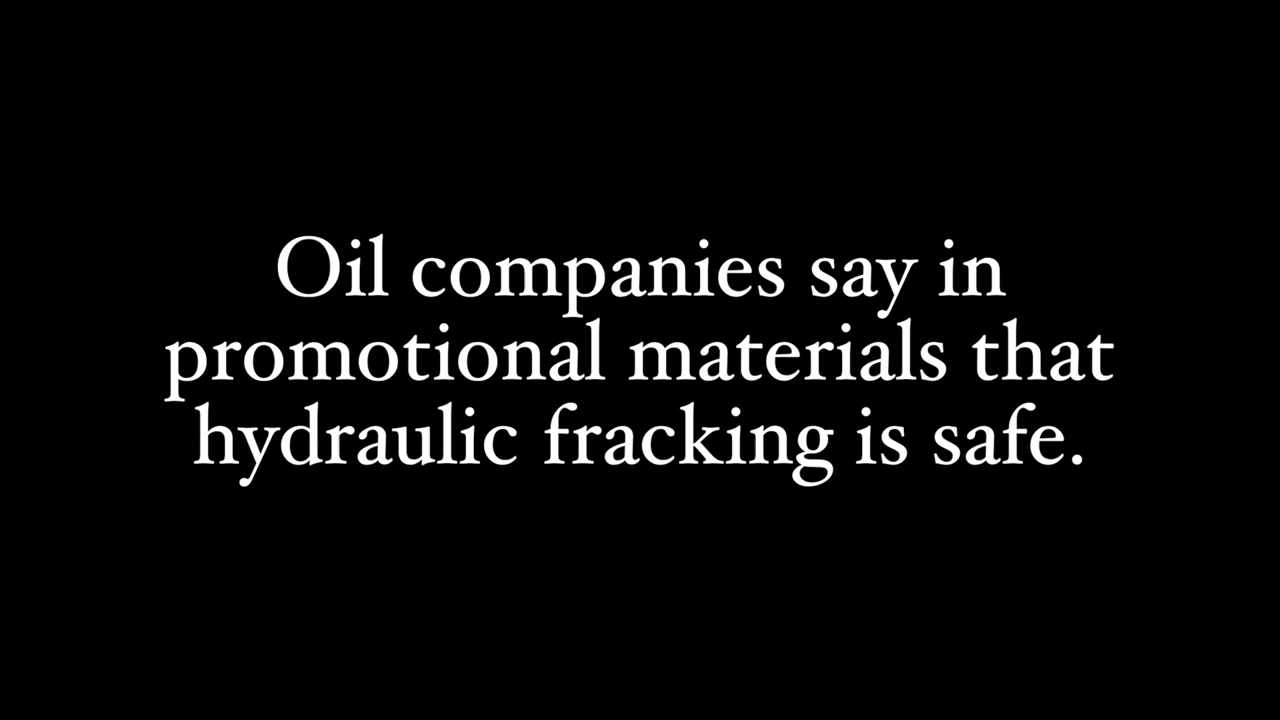 Oil companies say in
promotional materials that
hydraulic fracking is safe.